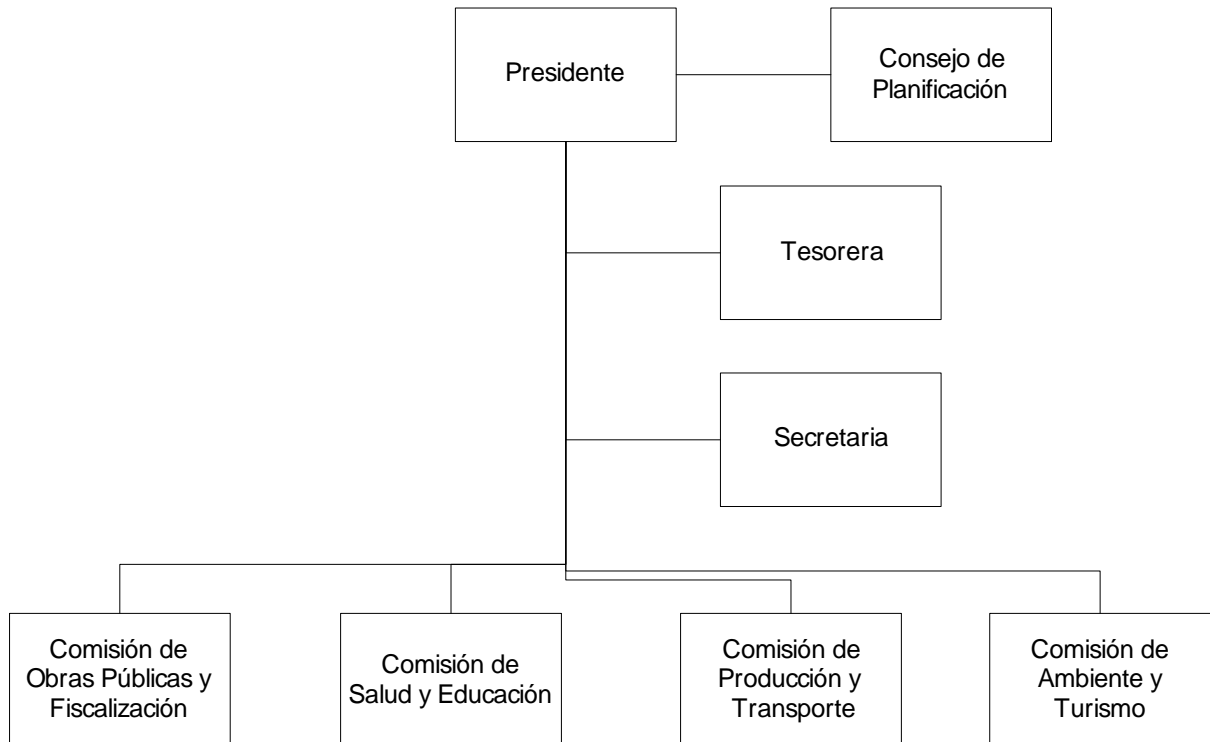 Presidente
Consejo de
Planificación
Tesorera
Secretaria
Comisión de
Obras Públicas y
Fiscalización
Comisión de
Salud y Educación
Comisión de
Producción y
Transporte
Comisión de
Ambiente y
Turismo